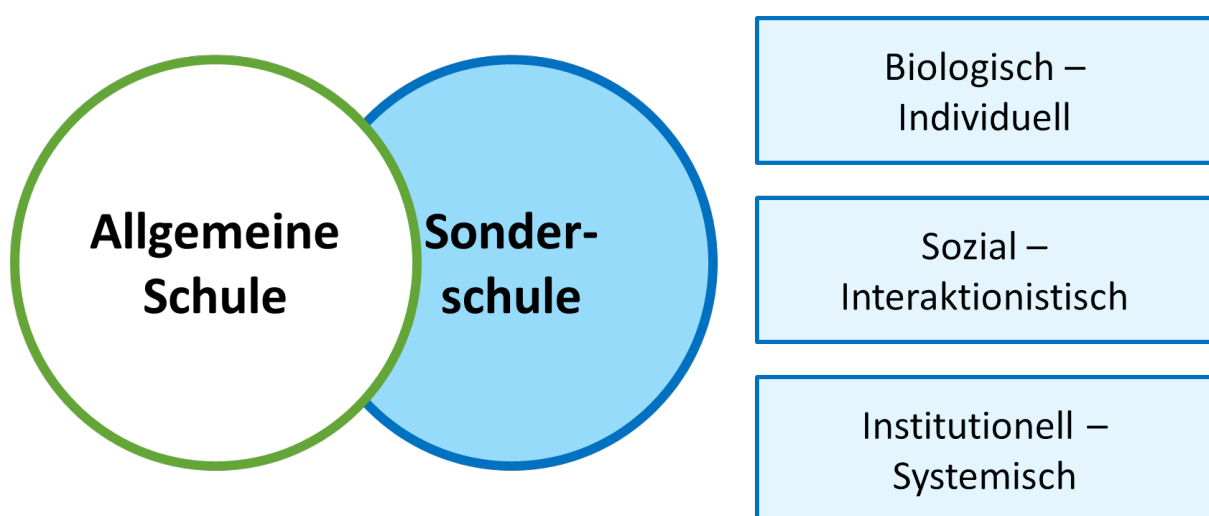 Allgemeine
Schule
Sonder-
schule
Biologisch –
Individuell
Sozial –
Interaktionistisch
Institutionell –
Systemisch